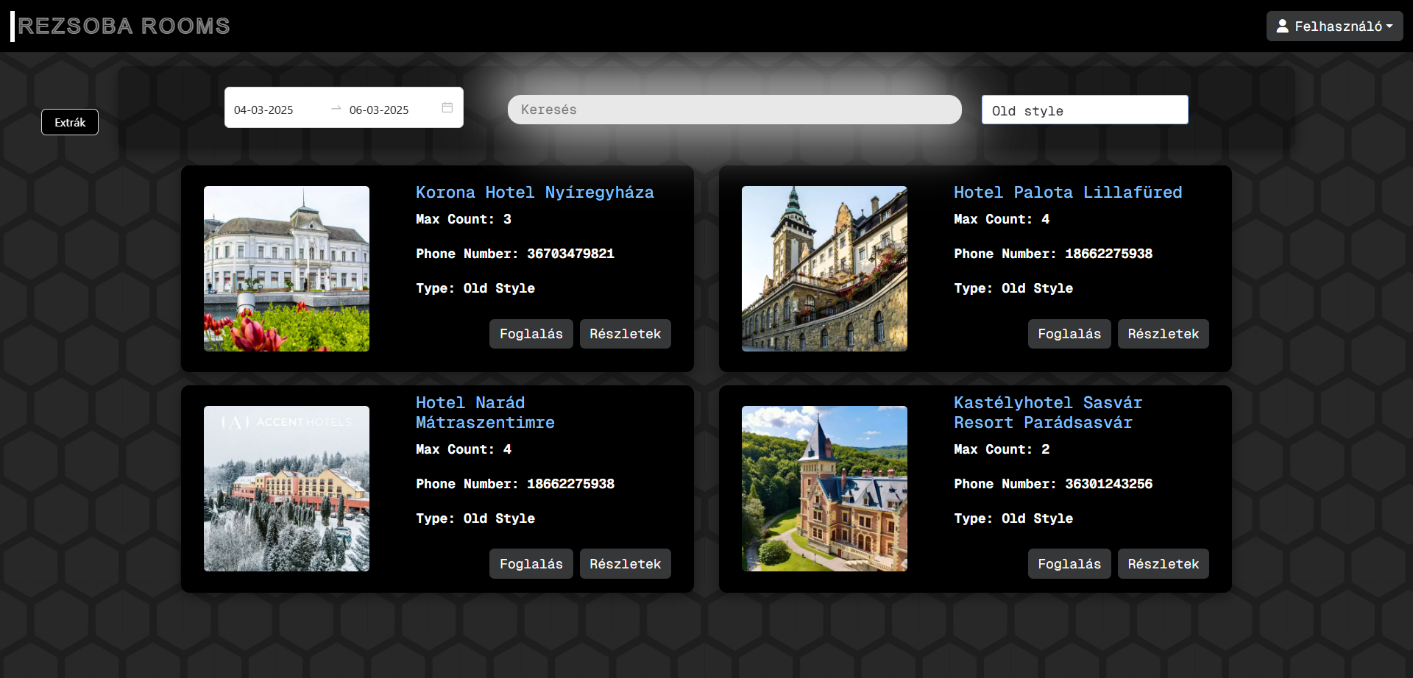 REZSOBA ROOMS
Felhasználó
Extrák
04-03-2025
06-03-2025
Keresés
Old style
Korona Hotel Nyíregyháza
Max Count: 3
Phone Number: 36703479821
Type: Old Style
Foglalás
Részletek
Hotel Palota Lillafüred
Max Count: 4
Phone Number: 18662275938
Type: Old Style
Foglalás
Részletek
ACCENT HOTELS
Hotel Narád
Mátraszentimre
Max Count: 4
Phone Number: 18662275938
Type: Old Style
Foglalás
Részletek
Kastélyhotel Sasvár
Resort Parádsasvár
Max Count: 2
Phone Number: 36301243256
Type: Old Style
Foglalás
Részletek